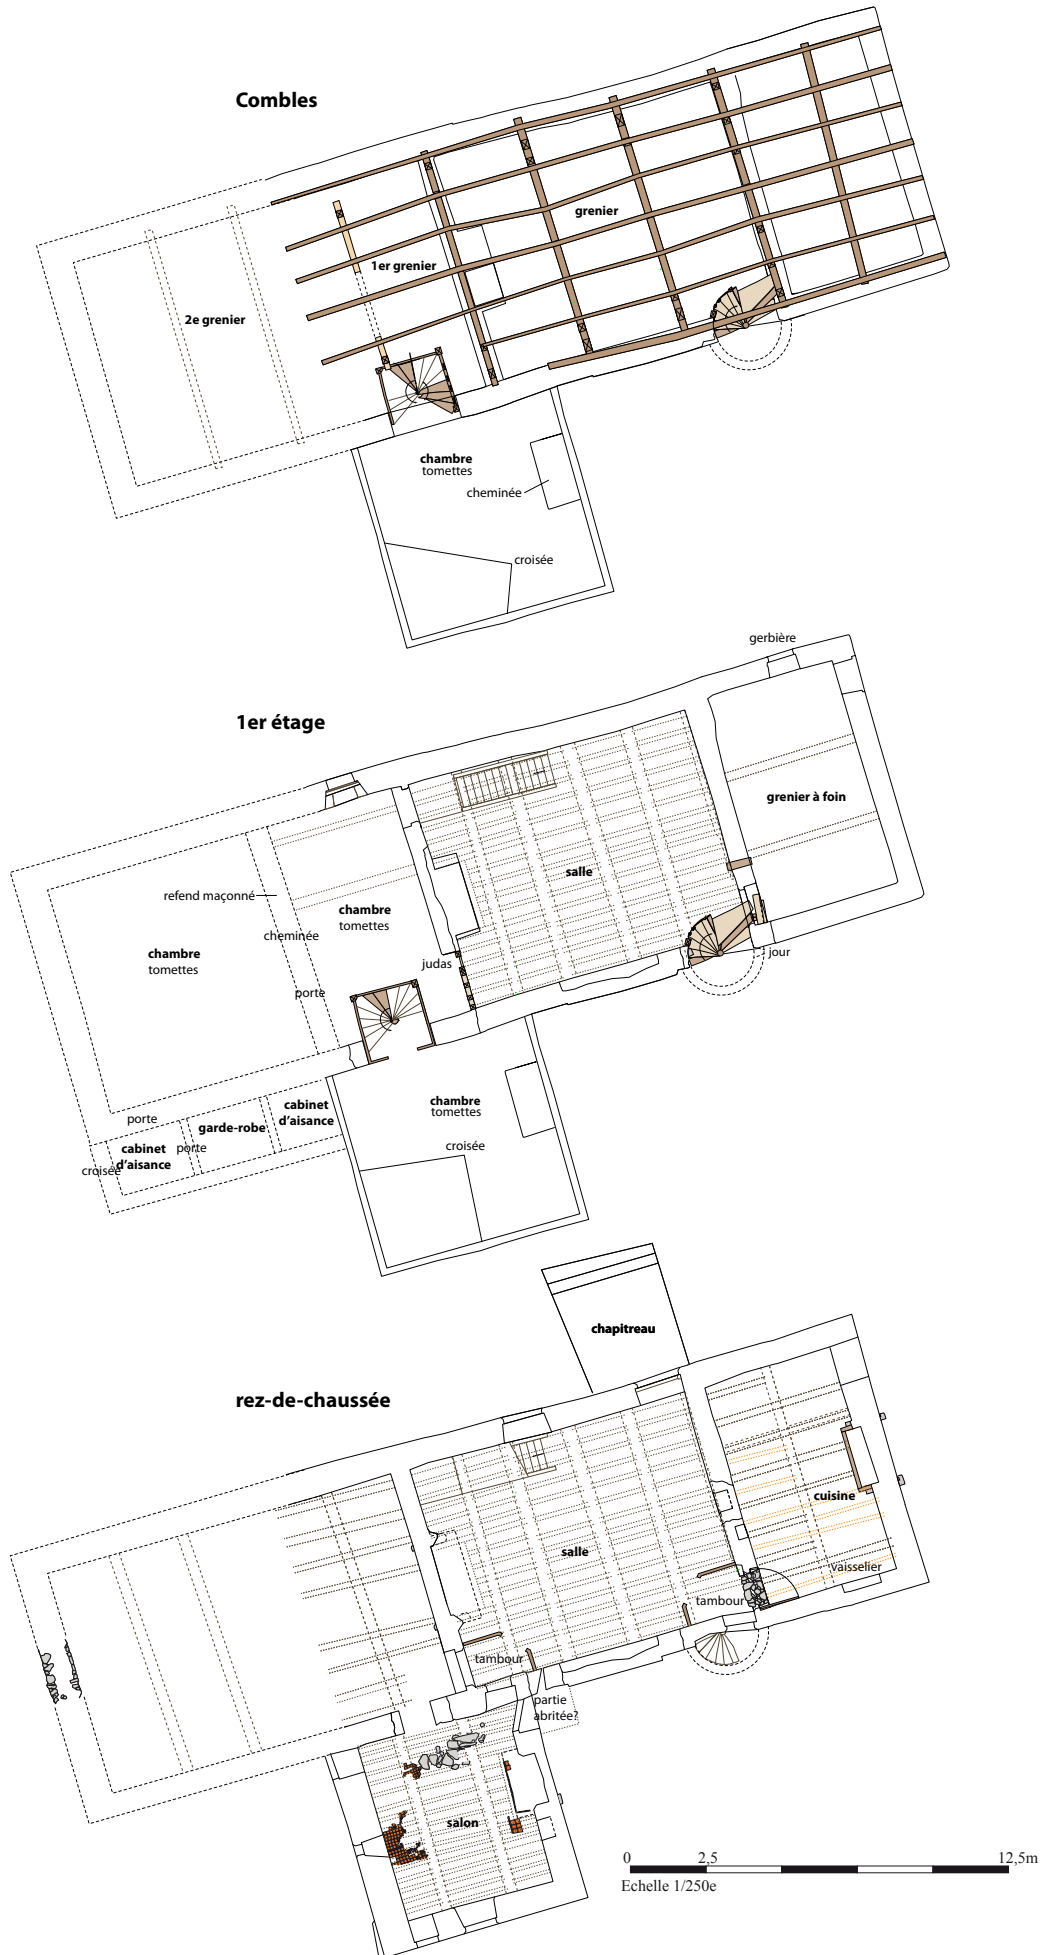 Combles
grenier
1er grenier
2e grenier
chambre
tomettes
cheminée
croisée
gerbière
1er étage
grenier à foin
salle
refend maçonné
chambre
tomettes
cheminée
chambre
tomettes
judas
jour
porte
chambre
tomettes
cabinet
d'aisance
porte
garde-robe
croisée
porte
cabinet
d'aisance
croisée
chapitreau
rez-de-chaussée
cuisine
salle
vaisselier
tambour
tambour
partie
abritée?
salon
0 2,5 12,5m
Echelle 1/250e